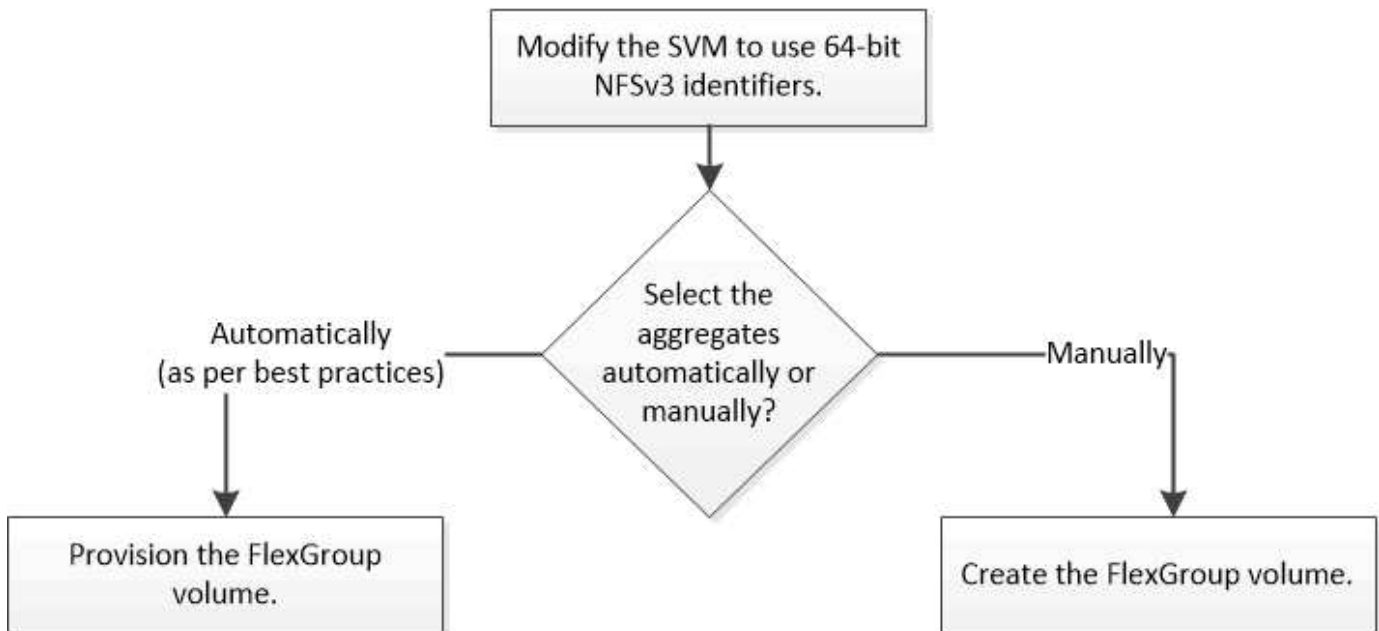 Modify the SVM to use 64-bit
NFSv3 identifiers.
Select the
aggregates
automatically or
manually?
Automatically
(as per best practices)
Manually
Provision the FlexGroup
volume.
Create the FlexGroup volume.